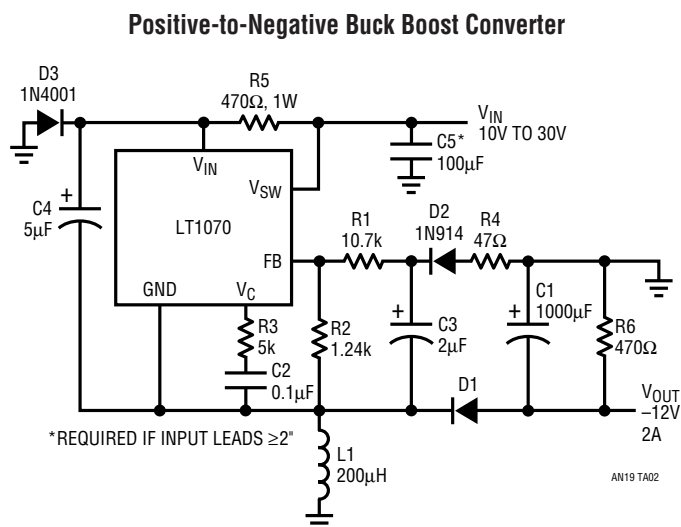 Positive-to-Negative Buck Boost Converter
D3
1N4001
R5
470Ω, 1W
V_IN
10V TO 30V
C5*
100µF
V_IN
V_SW
C4
5µF
+
LT1070
R1
10.7k
D2
1N914
R4
47Ω
FB
GND
V_C
R3
5k
R2
1.24k
+
C3
2µF
+
C1
1000µF
R6
470Ω
C2
0.1µF
D1
V_OUT
–12V
2A
*REQUIRED IF INPUT LEADS ≥2"
L1
200µH
AN19 TA02